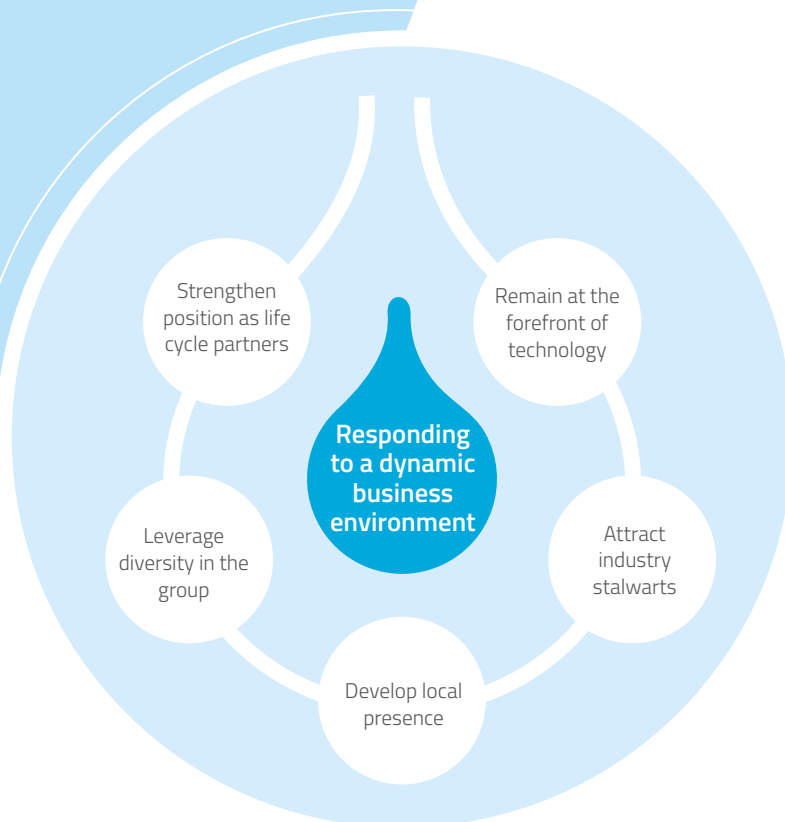 Strengthen
position as life
cycle partners
Remain at the
forefront of
technology
Responding
to a dynamic
business
environment
Leverage
diversity in the
group
Attract
industry
stalwarts
Develop local
presence